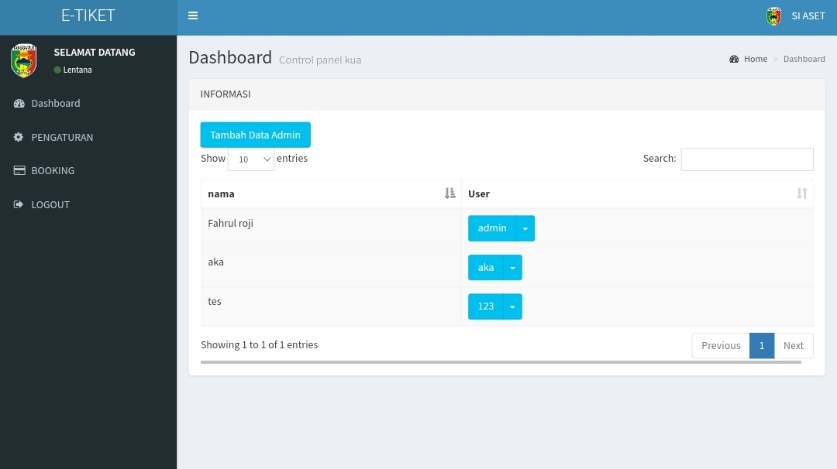 E-TIKET
SI ASET
SELAMAT DATANG
Lentana
Dashboard
PENGATURAN
BOOKING
LOGOUT
Dashboard Control panel kua
Home > Dashboard
INFORMASI
Tambah Data Admin
Show 10 entries
Search:
nama User
Fahrul roji admin
aka aka
tes 123
Showing 1 to 1 of 1 entries
Previous 1 Next